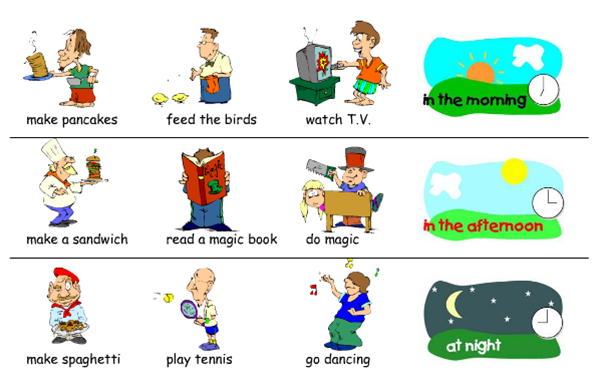 make pancakes feed the birds watch T.V. in the morning
make a sandwich read a magic book do magic in the afternoon
make spaghetti play tennis go dancing at night